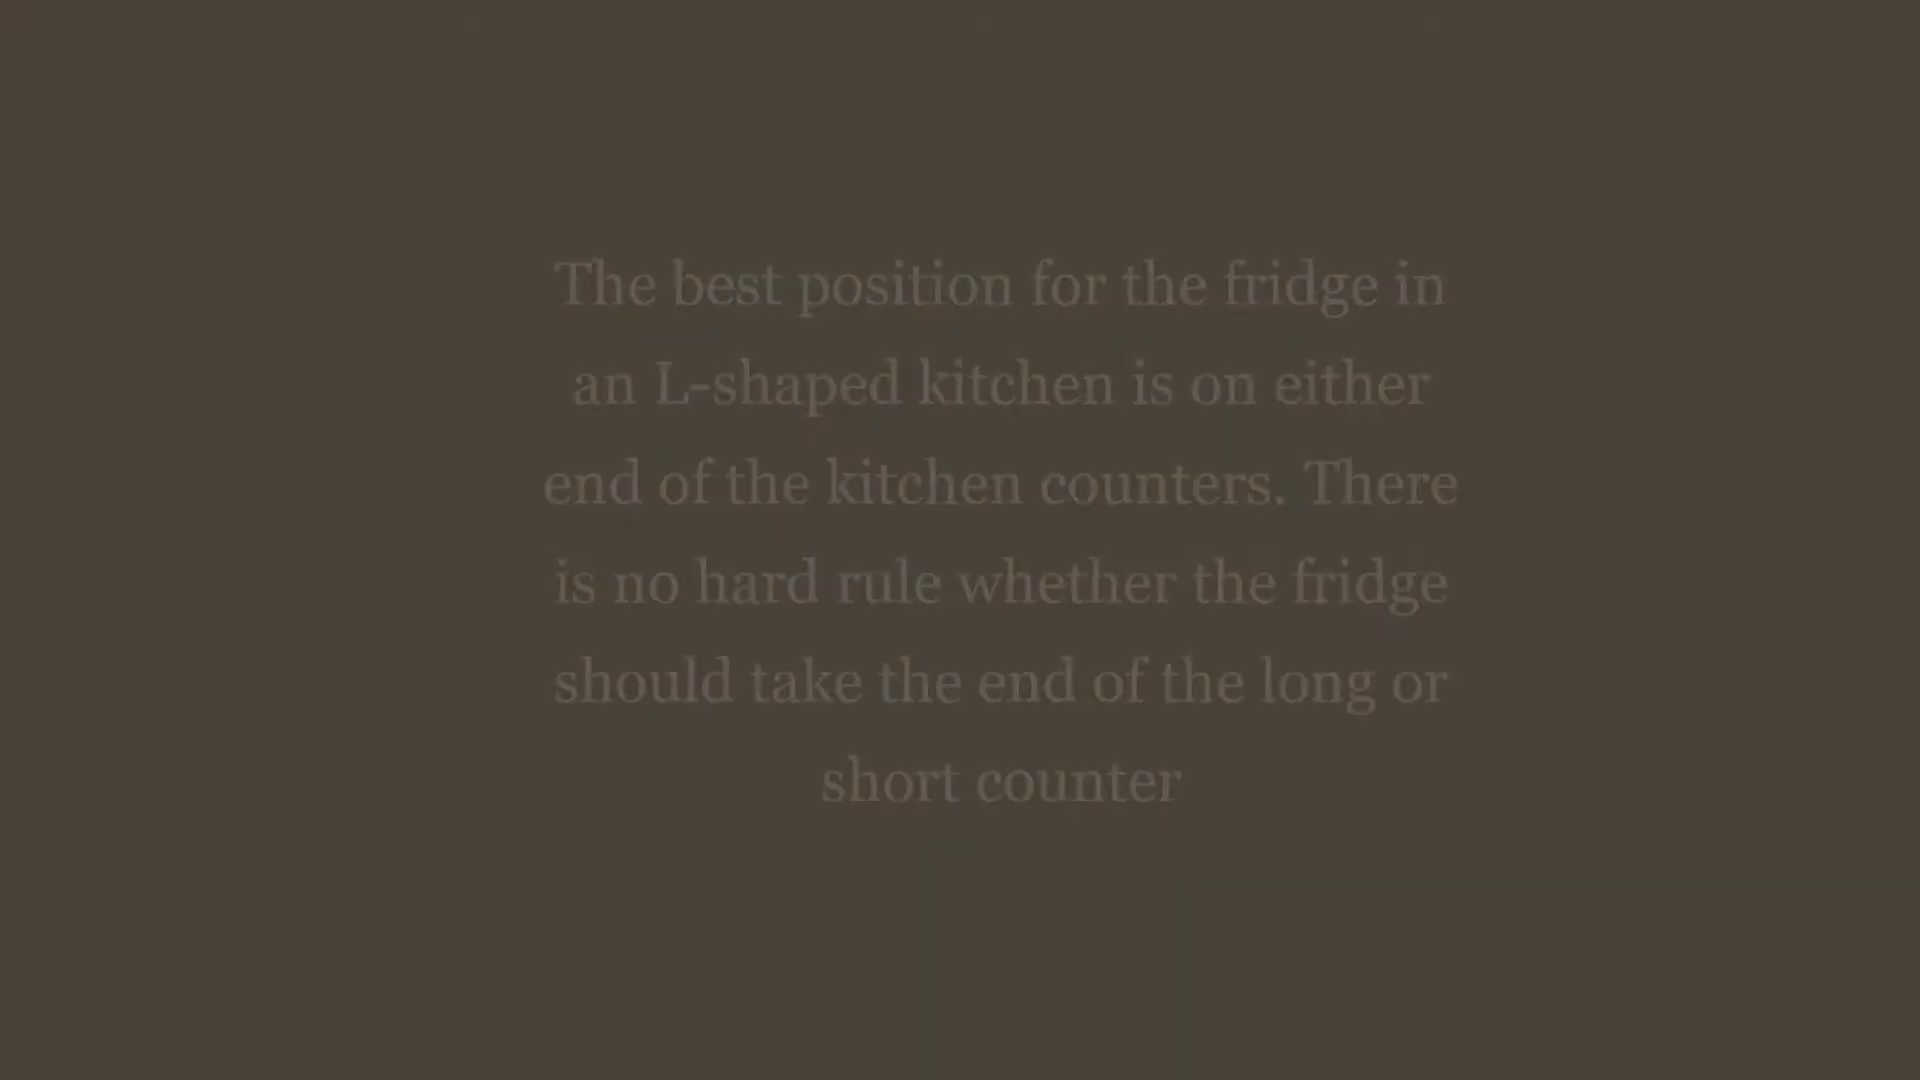 The best position for the fridge in
an L-shaped kitchen is on either
end of the kitchen counters. There
is no hard rule whether the fridge
should take the end of the long or
short counter